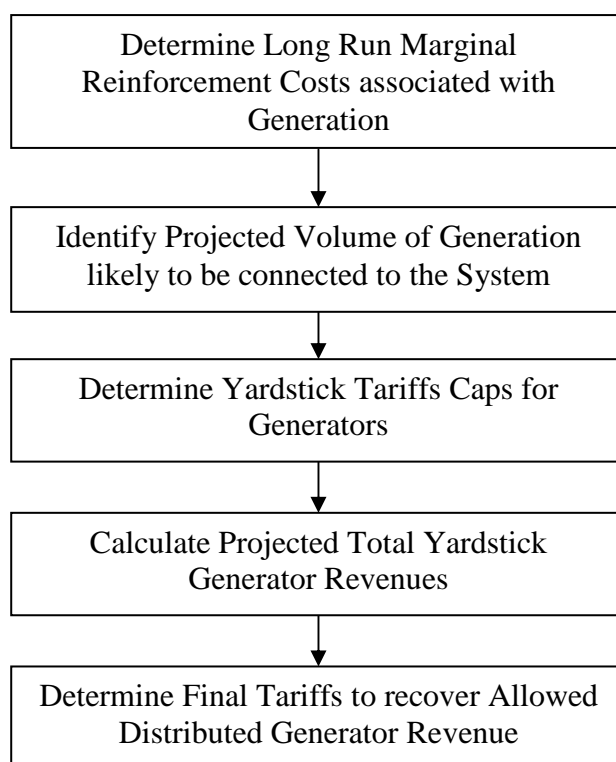 Determine Long Run Marginal
Reinforcement Costs associated with
Generation
Identify Projected Volume of Generation
likely to be connected to the System
Determine Yardstick Tariffs Caps for
Generators
Calculate Projected Total Yardstick
Generator Revenues
Determine Final Tariffs to recover Allowed
Distributed Generator Revenue